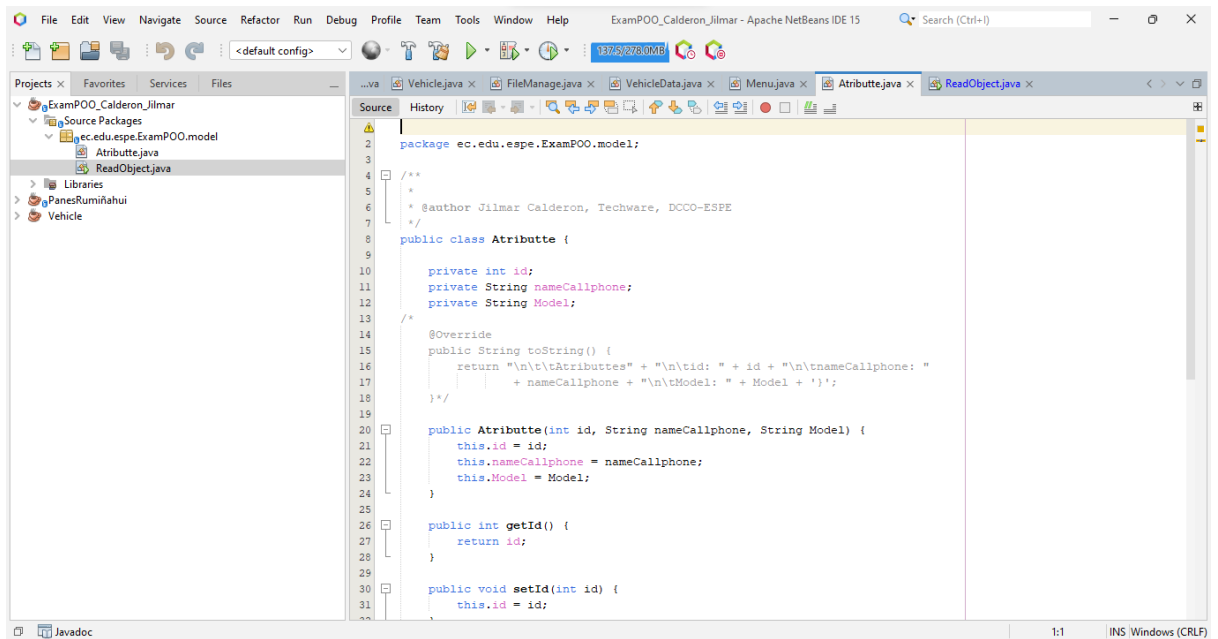 File Edit View Navigate Source Refactor Run Debug Profile Team Tools Window Help ExamPOO_Calderon_Jilmar - Apache NetBeans IDE 15 Search (Ctrl+I)
<default config> 137.5/278.0MB
Projects Favorites Services Files
...va Vehicle.java FileManage.java VehicleData.java Menu.java Atributte.java ReadObject.java
ExamPOO_Calderon_Jilmar
Source Packages
ec.edu.espe.ExamPOO.model
Atributte.java
ReadObject.java
Libraries
PanesRumiñahui
Vehicle
Source History
2 package ec.edu.espe.ExamPOO.model;
3
4 /**
5 *
6 * @author Jilmar Calderon, Techware, DCCO-ESPE
7 */
8 public class Atributte {
9
10 private int id;
11 private String nameCallphone;
12 private String Model;
13 /*
14 @Override
15 public String toString() {
16 return "\n\t\tAtributtes" + "\n\tid: " + id + "\n\tnameCallphone: "
17 + nameCallphone + "\n\tModel: " + Model + '}';
18 }*/
19
20 public Atributte(int id, String nameCallphone, String Model) {
21 this.id = id;
22 this.nameCallphone = nameCallphone;
23 this.Model = Model;
24 }
25
26 public int getId() {
27 return id;
28 }
29
30 public void setId(int id) {
31 this.id = id;
Javadoc
1:1 INS Windows (CRLF)